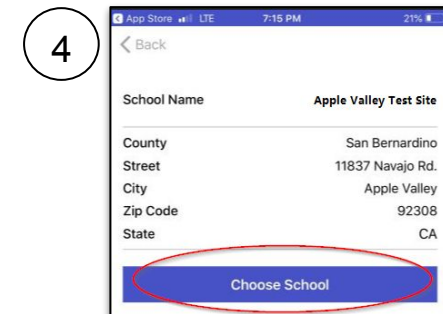 4
App Store LTE 7:15 PM 21%
Back
School Name Apple Valley Test Site
County San Bernardino
Street 11837 Navajo Rd.
City Apple Valley
Zip Code 92308
State CA
Choose School